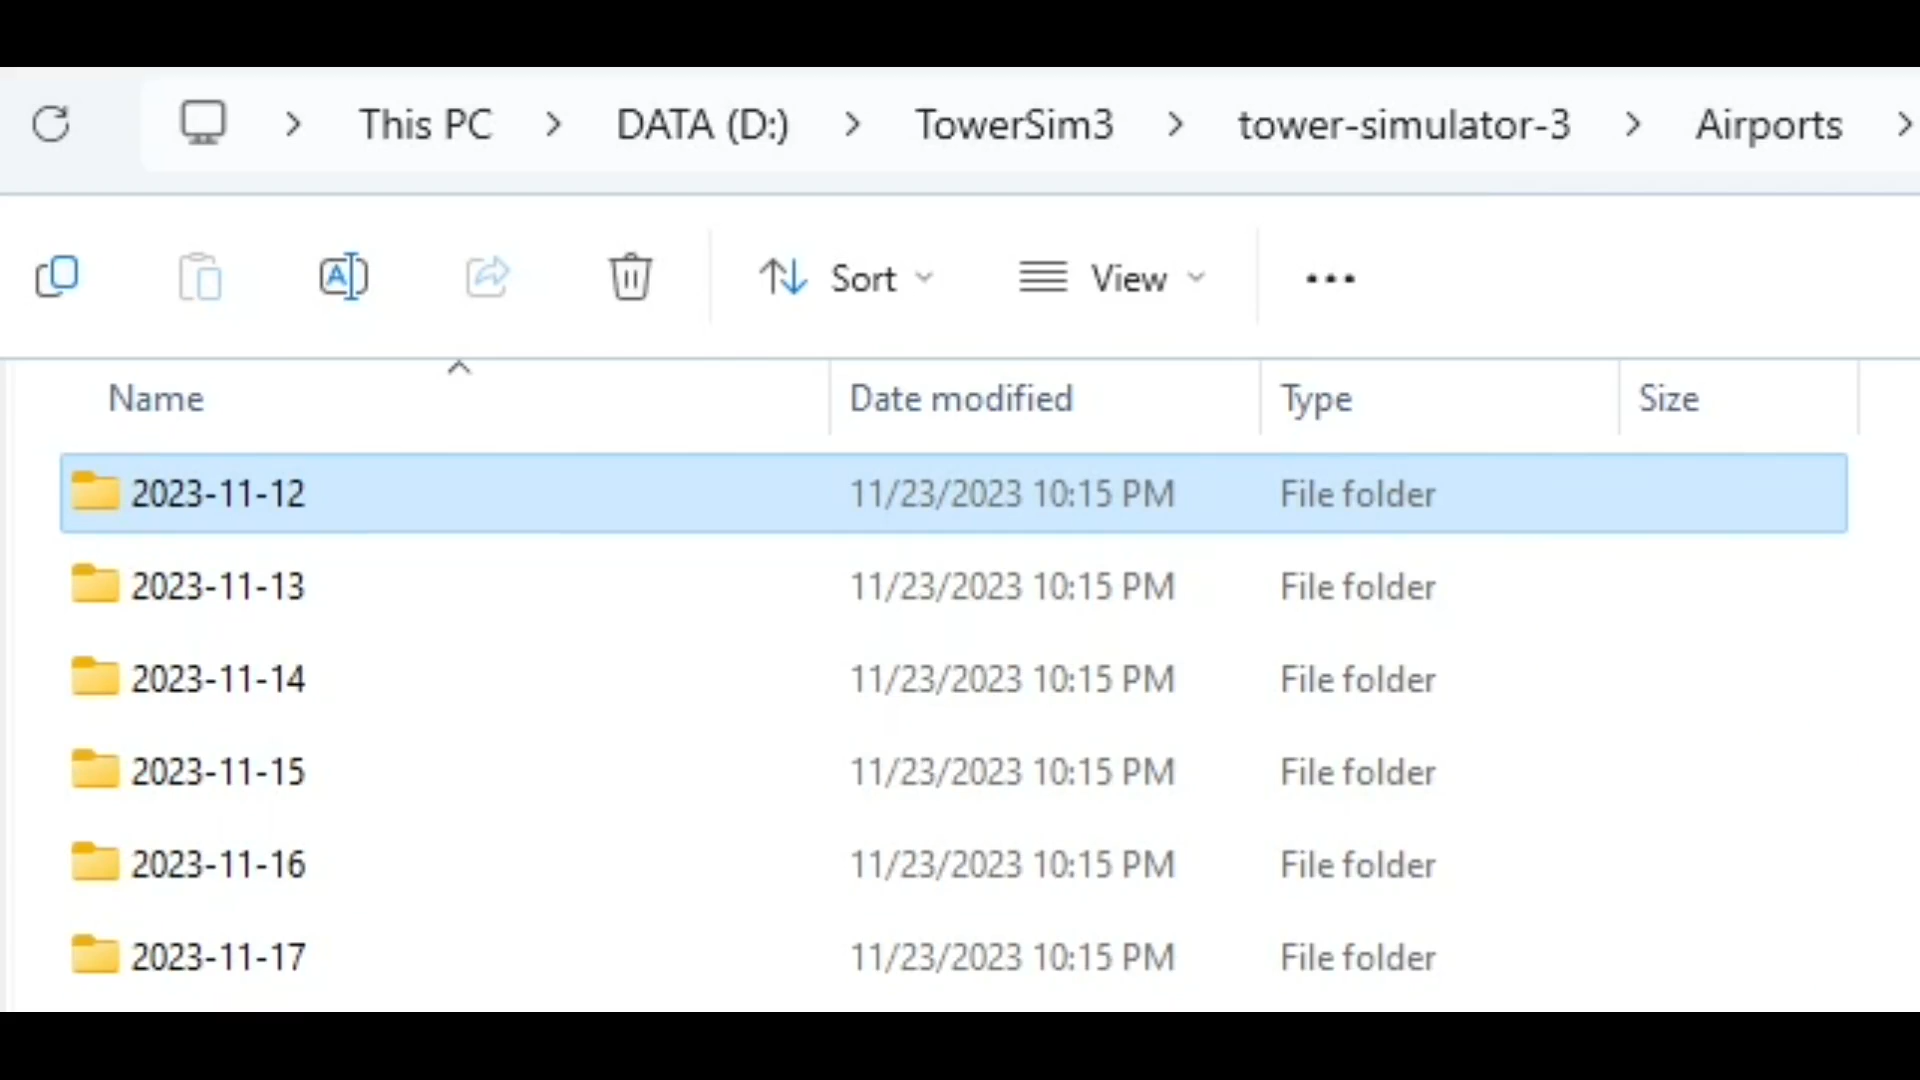 This PC > DATA (D:) > TowerSim3 > tower-simulator-3 > Airports >
Sort View
Name Date modified Type Size
2023-11-12 11/23/2023 10:15 PM File folder
2023-11-13 11/23/2023 10:15 PM File folder
2023-11-14 11/23/2023 10:15 PM File folder
2023-11-15 11/23/2023 10:15 PM File folder
2023-11-16 11/23/2023 10:15 PM File folder
2023-11-17 11/23/2023 10:15 PM File folder